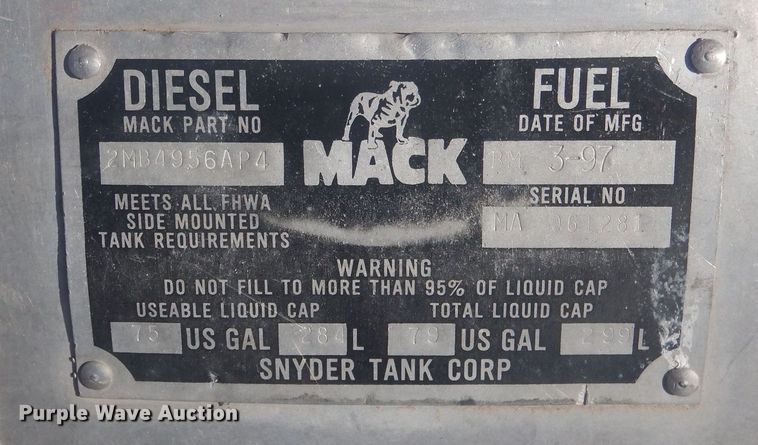 DIESEL FUEL
MACK PART NO DATE OF MFG
2MB4956AP4 MACK 3-97
MEETS ALL FHWA SERIAL NO
SIDE MOUNTED MA 061281
TANK REQUIREMENTS
WARNING
DO NOT FILL TO MORE THAN 95% OF LIQUID CAP
USEABLE LIQUID CAP TOTAL LIQUID CAP
75 US GAL 284 L 79 US GAL 299 L
SNYDER TANK CORP
Purple Wave Auction